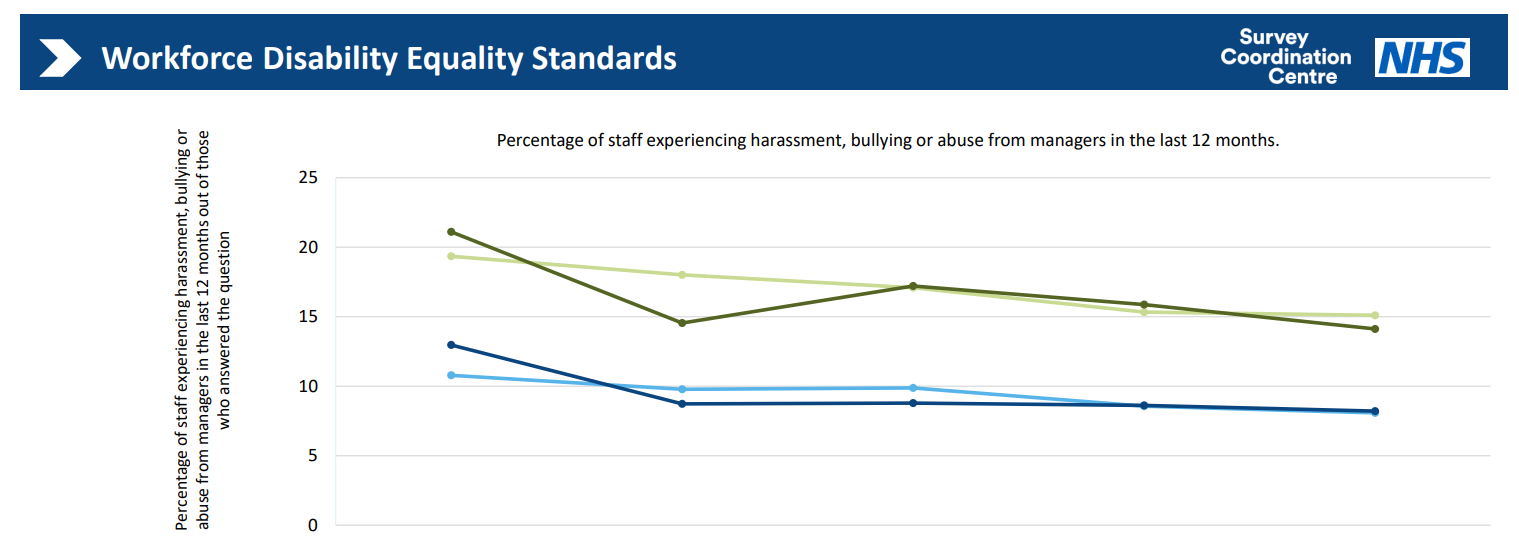 Workforce Disability Equality Standards
Survey
Coordination
Centre
NHS
Percentage of staff experiencing harassment, bullying or abuse from managers in the last 12 months.
Percentage of staff experiencing harassment, bullying or
abuse from managers in the last 12 months out of those
who answered the question
25
20
15
10
5
0